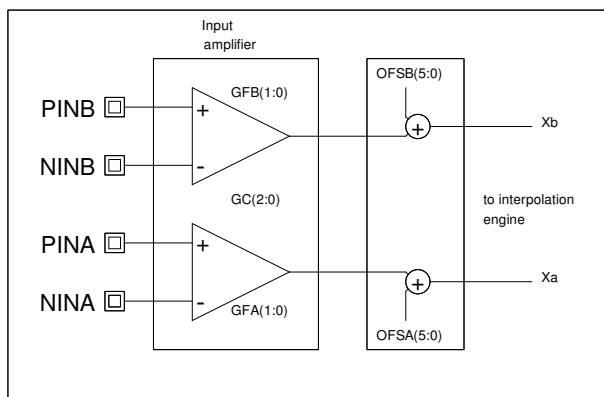 Input
amplifier
OFSB(5:0)
GFB(1:0)
PINB
+
+
Xb
NINB
-
GC(2:0)
to interpolation
engine
PINA
+
+
Xa
NINA
-
GFA(1:0)
OFSA(5:0)